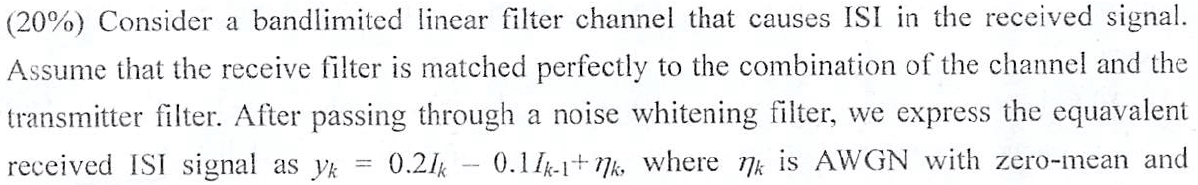 (20%) Consider a bandlimited linear filter channel that causes ISI in the received signal.
Assume that the receive filter is matched perfectly to the combination of the channel and the
transmitter filter. After passing through a noise whitening filter, we express the equavalent
received ISI signal as yₖ = 0.2Iₖ − 0.1Iₖ₋₁+ ηₖ, where ηₖ is AWGN with zero-mean and